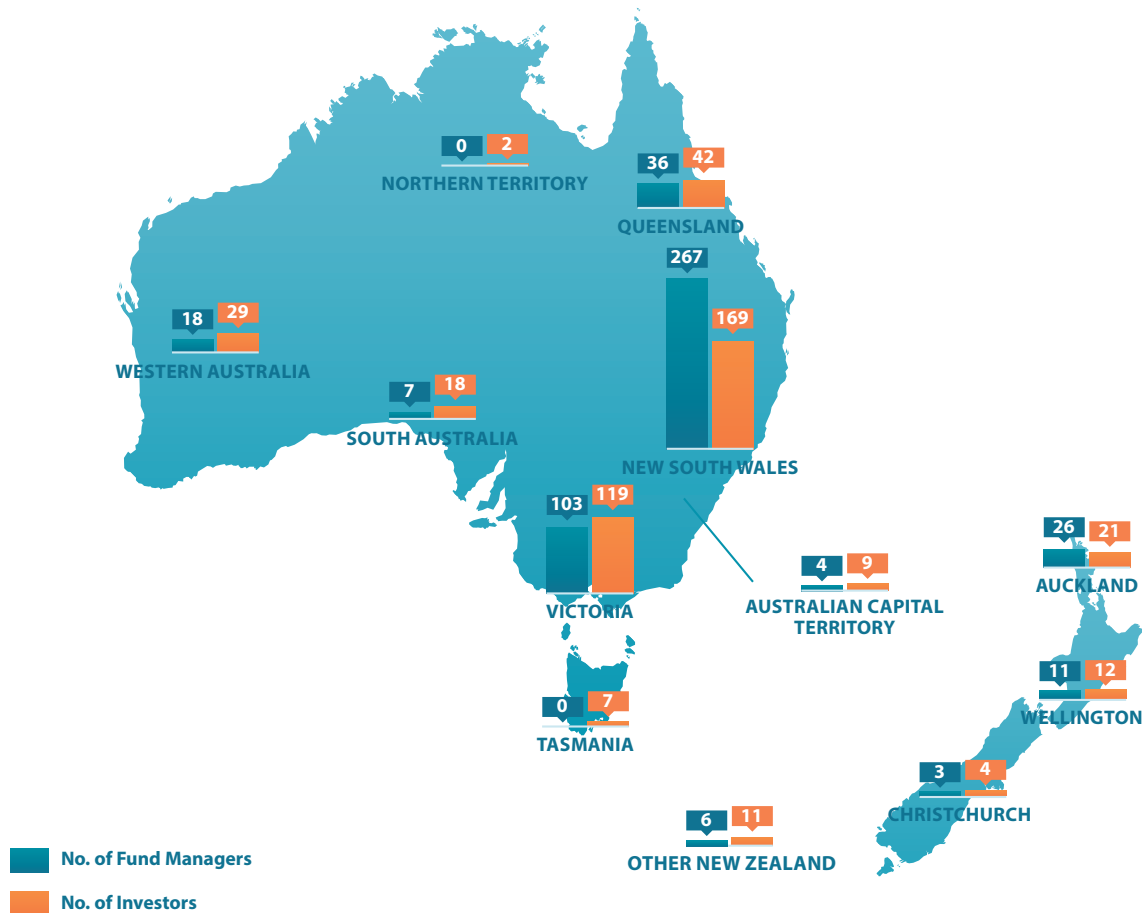 0 2
NORTHERN TERRITORY
36 42
QUEENSLAND
267
169
NEW SOUTH WALES
18 29
WESTERN AUSTRALIA
7 18
SOUTH AUSTRALIA
103 119
VICTORIA
4 9
AUSTRALIAN CAPITAL
TERRITORY
0 7
TASMANIA
26 21
AUCKLAND
11 12
WELLINGTON
3 4
CHRISTCHURCH
6 11
OTHER NEW ZEALAND
No. of Fund Managers
No. of Investors